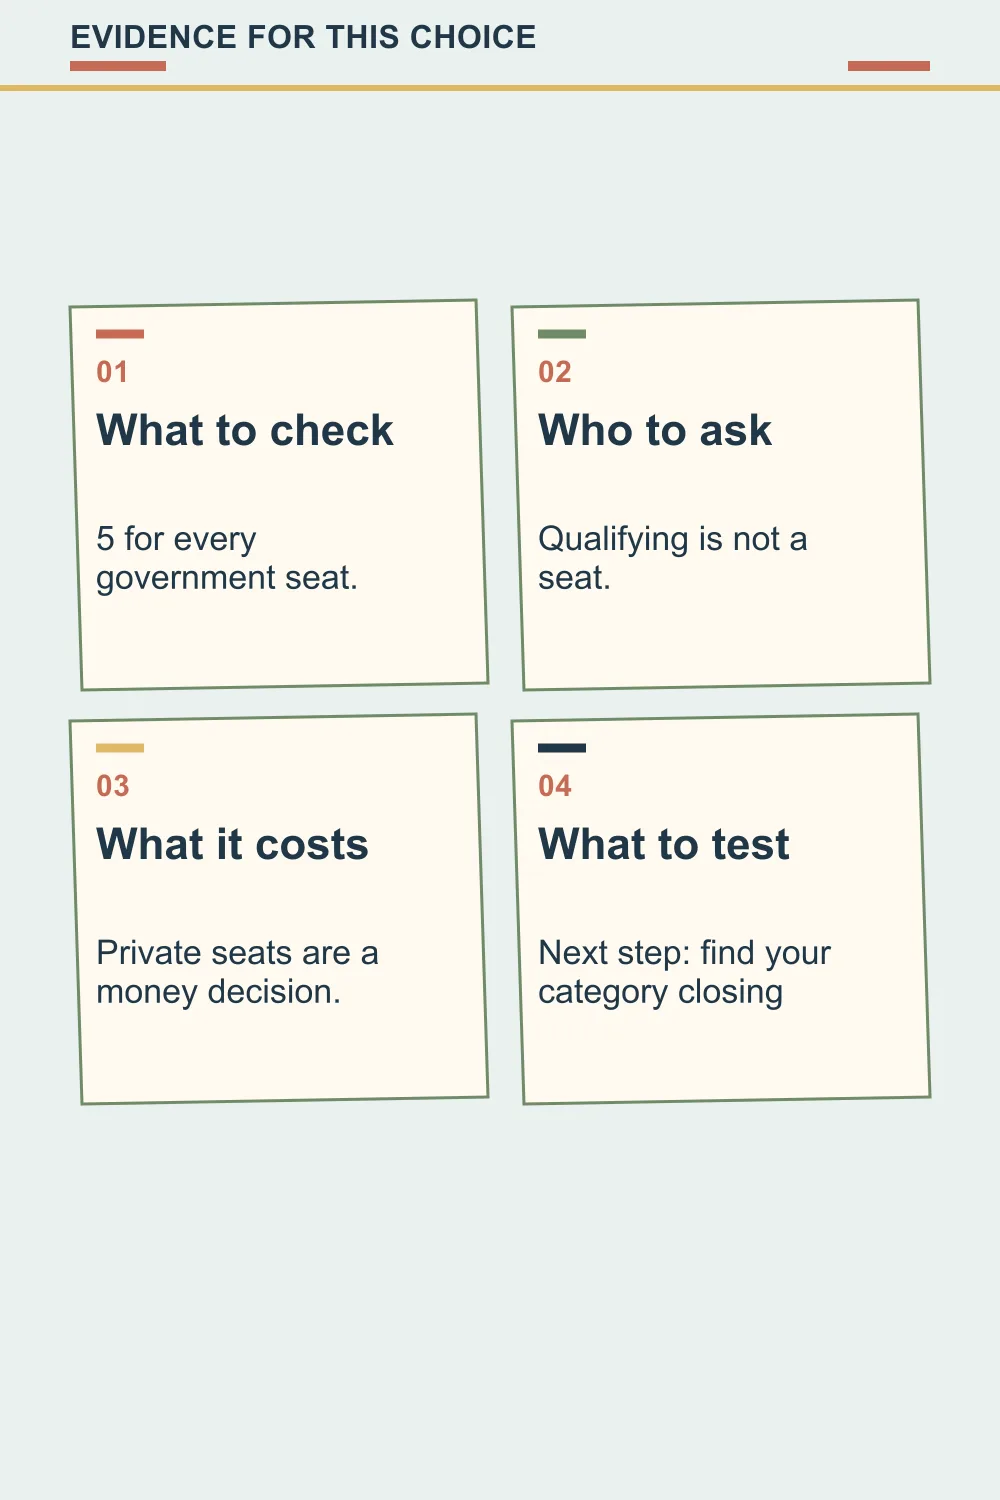 EVIDENCE FOR THIS CHOICE
01
What to check
5 for every
government seat.
02
Who to ask
Qualifying is not a
seat.
03
What it costs
Private seats are a
money decision.
04
What to test
Next step: find your
category closing